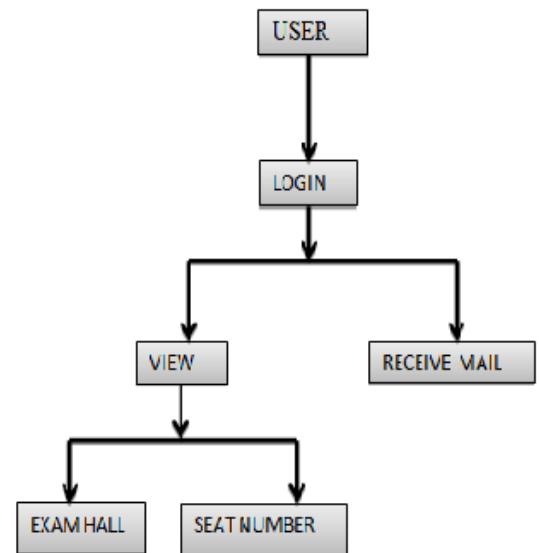 USER
LOGIN
VIEW
RECEIVE MAIL
EXAM HALL
SEAT NUMBER